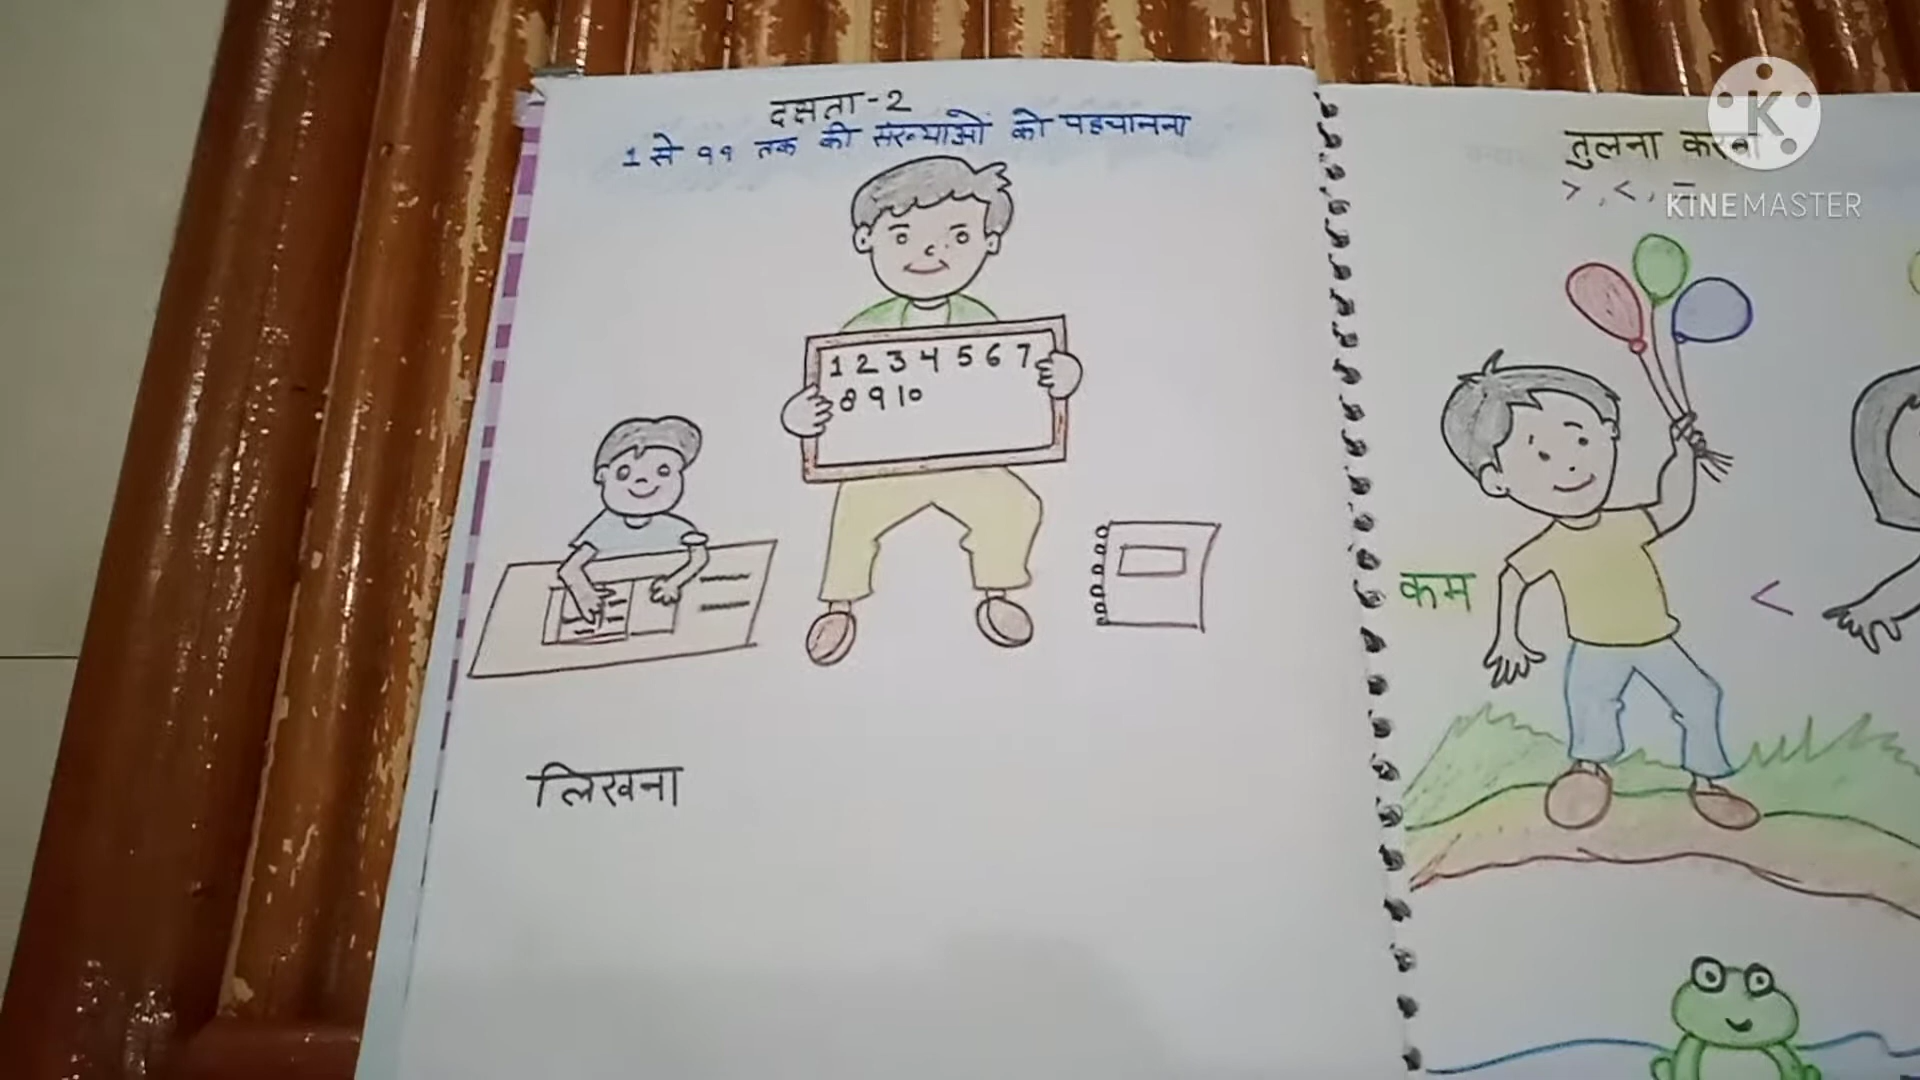 दक्षता-2
1 से 99 तक की संख्याओं को पहचानना
1 2 3 4 5 6 7
8 9 10
लिखना
तुलना करना
> , < , =
कम <
KINEMASTER